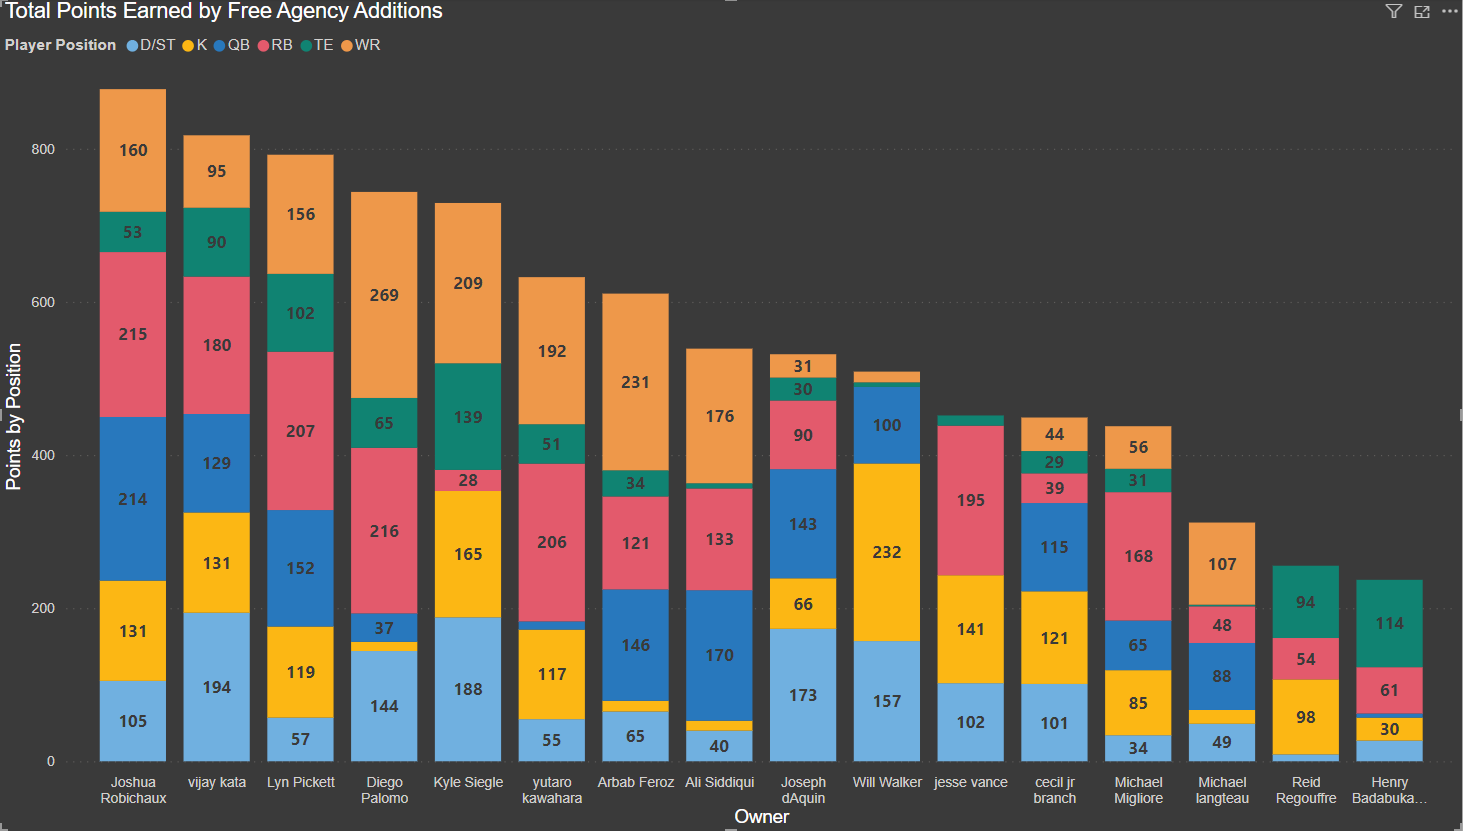 Total Points Earned by Free Agency Additions
Player Position D/ST K QB RB TE WR
Points by Position
800
600
400
200
0
160
53
215
214
131
105
95
90
180
129
131
194
156
102
207
152
119
57
269
65
216
37
144
209
139
28
165
188
192
51
206
117
55
231
34
121
146
65
176
133
170
40
31
30
90
143
66
173
100
232
157
195
141
102
44
29
39
115
121
101
56
31
168
65
85
34
107
48
88
49
94
54
98
114
61
30
Joshua
Robichaux
vijay kata
Lyn Pickett
Diego
Palomo
Kyle Siegle
yutaro
kawahara
Arbab Feroz
Ali Siddiqui
Joseph
dAquin
Will Walker
jesse vance
cecil jr
branch
Michael
Migliore
Michael
langteau
Reid
Regouffre
Henry
Badabuka...
Owner